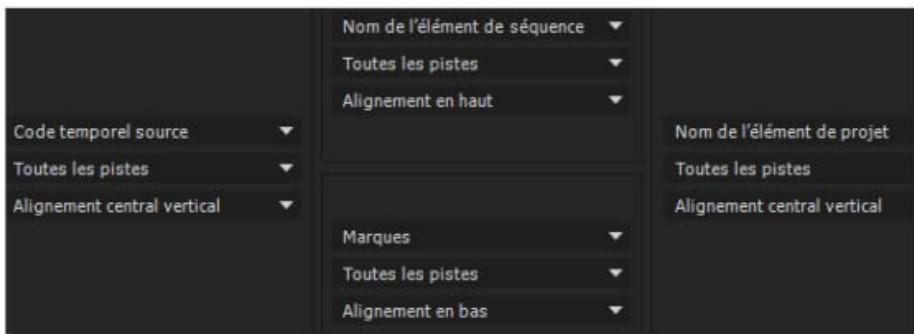 Nom de l'élément de séquence
Toutes les pistes
Alignement en haut
Code temporel source
Toutes les pistes
Alignement central vertical
Nom de l'élément de projet
Toutes les pistes
Alignement central vertical
Marques
Toutes les pistes
Alignement en bas